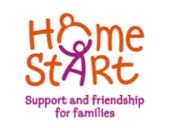 HOME
START
Support and friendship
for families